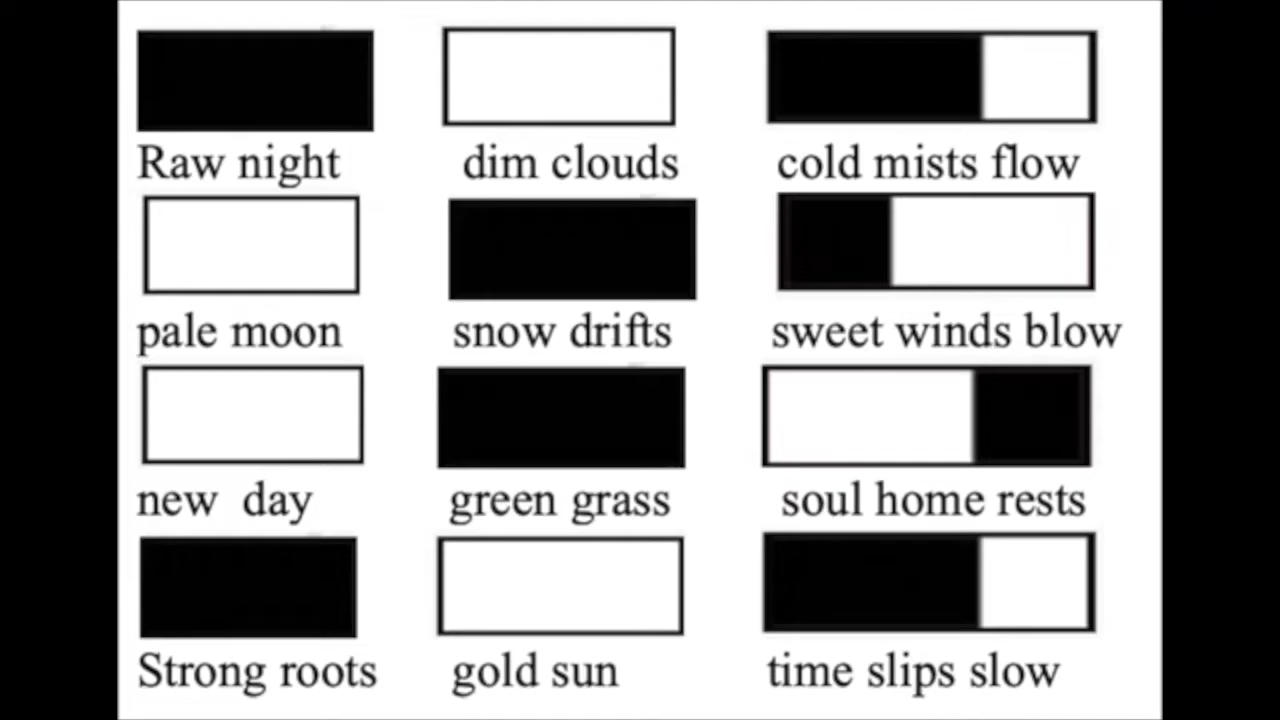 Raw night dim clouds cold mists flow
pale moon snow drifts sweet winds blow
new day green grass soul home rests
Strong roots gold sun time slips slow